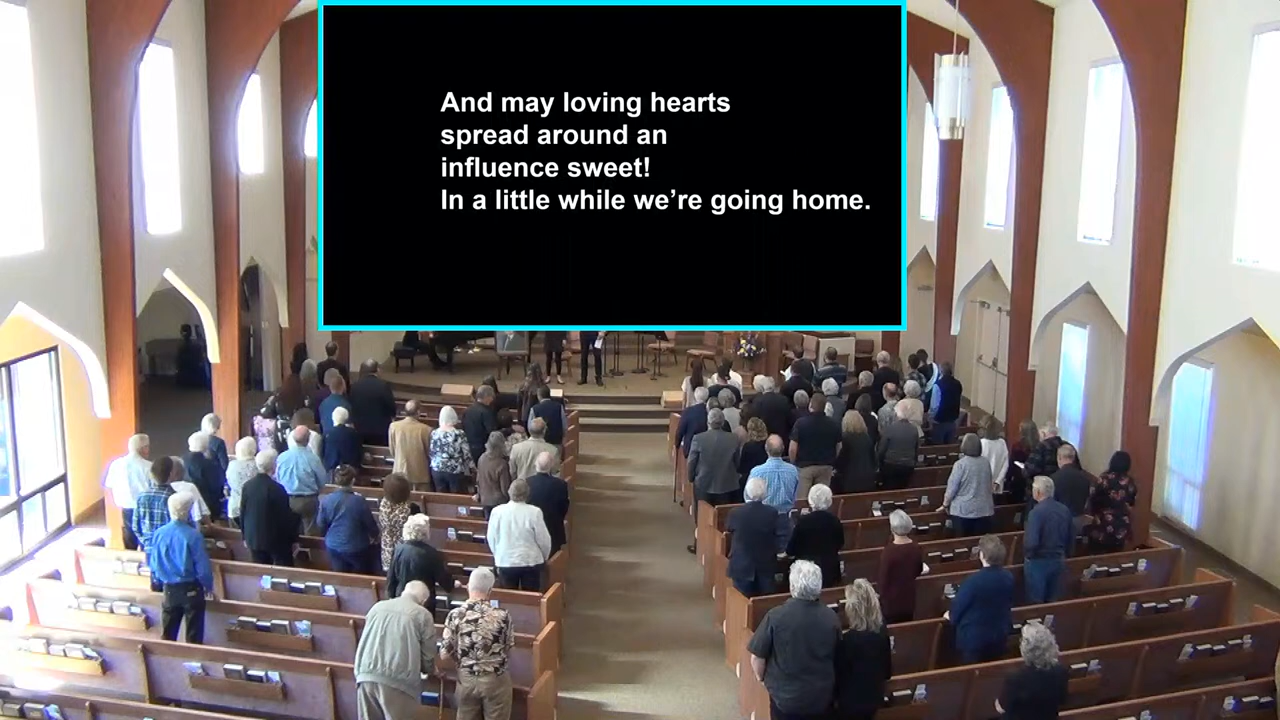 And may loving hearts
spread around an
influence sweet!
In a little while we’re going home.